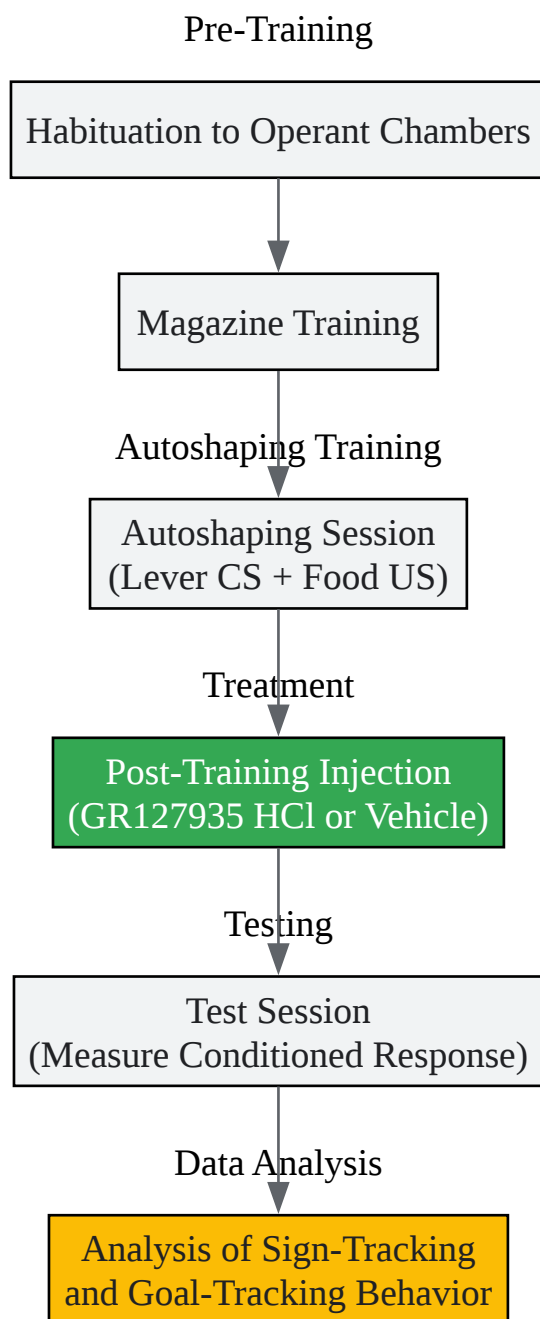 Pre-Training
Habituation to Operant Chambers
Magazine Training
Autoshaping Training
Autoshaping Session
(Lever CS + Food US)
Treatment
Post-Training Injection
(GR127935 HCl or Vehicle)
Testing
Test Session
(Measure Conditioned Response)
Data Analysis
Analysis of Sign-Tracking
and Goal-Tracking Behavior